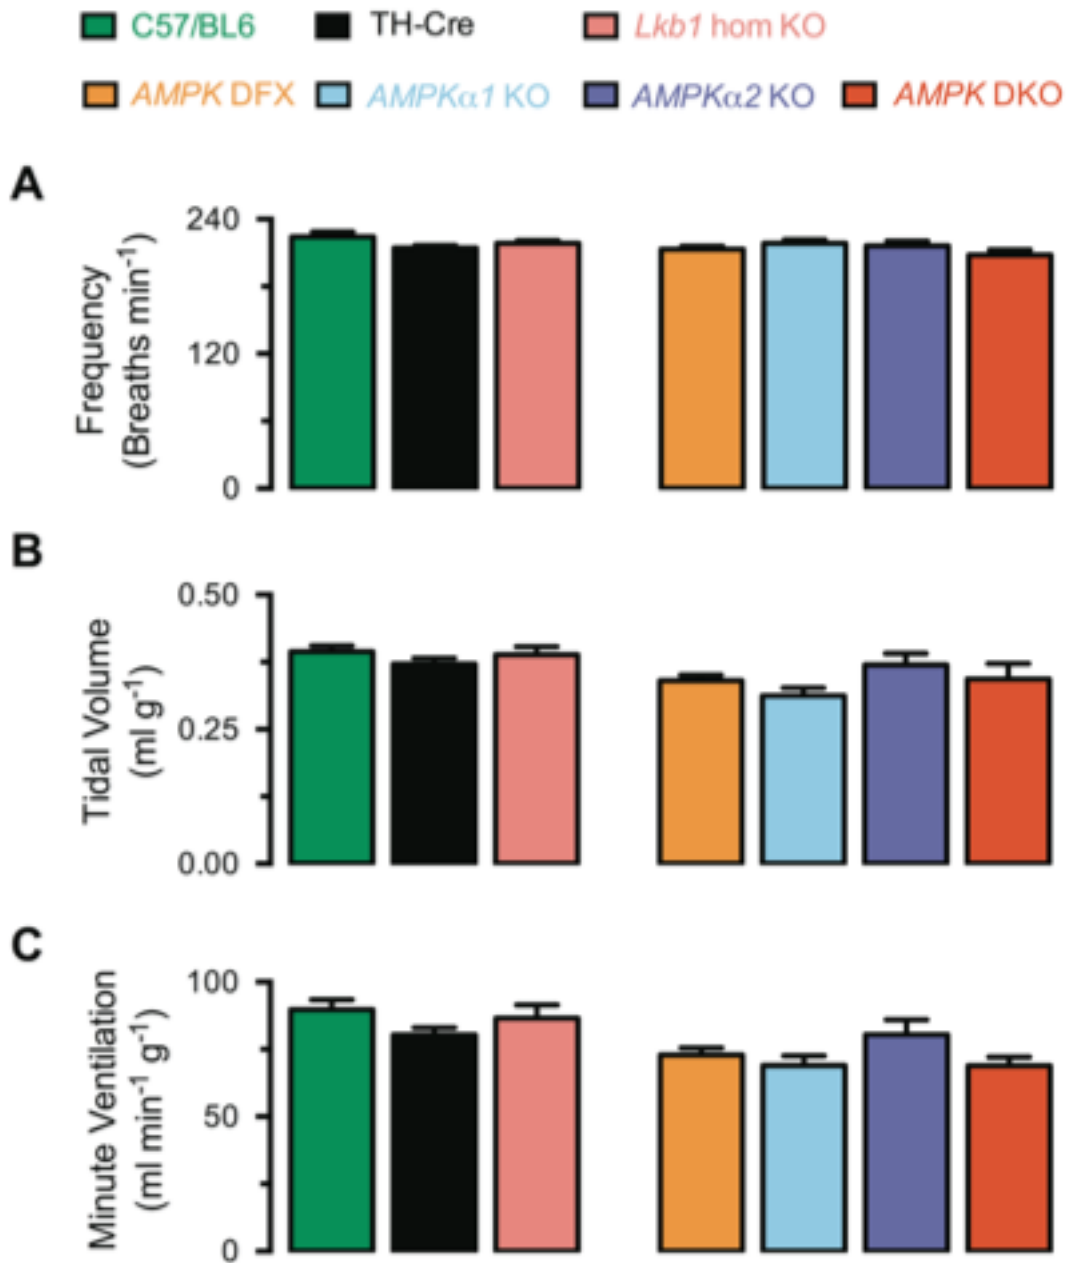 C57/BL6 TH-Cre Lkb1 hom KO
AMPK DFX AMPKα1 KO AMPKα2 KO AMPK DKO
A
Frequency
(Breaths min-1)
240
120
0
B
Tidal Volume
(ml g-1)
0.50
0.25
0.00
C
Minute Ventilation
(ml min-1 g-1)
100
50
0